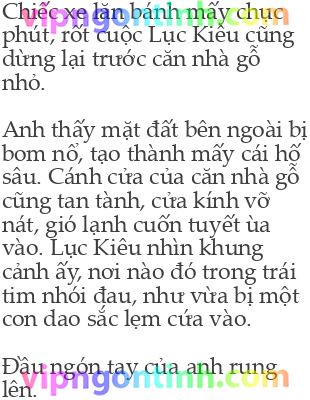 Chiếc xe lăn bánh mấy chục
phút, rốt cuộc Lục Kiêu cũng
dừng lại trước căn nhà gỗ
nhỏ.
Anh thấy mặt đất bên ngoài bị
bom nổ, tạo thành mấy cái hố
sâu. Cánh cửa của căn nhà gỗ
cũng tan tành, cửa kính vỡ
nát, gió lạnh cuốn tuyết ùa
vào. Lục Kiêu nhìn khung
cảnh ấy, nơi nào đó trong trái
tim nhói đau, như vừa bị một
con dao sắc lẹm cứa vào.
Đầu ngón tay của anh rung
lên.
vipngontinh.com
vipngontinh.com